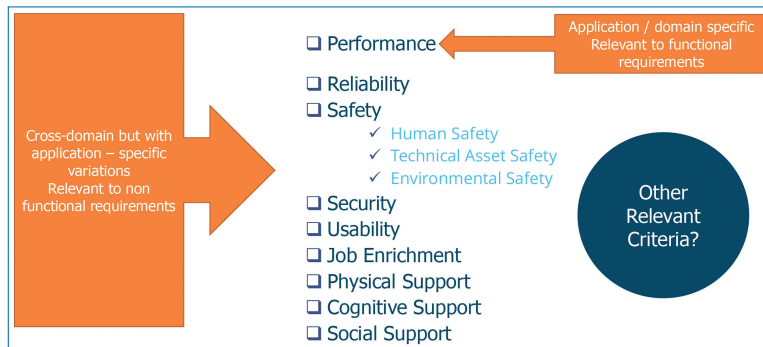 Cross-domain but with
application – specific
variations
Relevant to non
functional requirements
Performance
Application / domain specific
Relevant to functional
requirements
Reliability
Safety
Human Safety
Technical Asset Safety
Environmental Safety
Security
Usability
Job Enrichment
Physical Support
Cognitive Support
Social Support
Other
Relevant
Criteria?